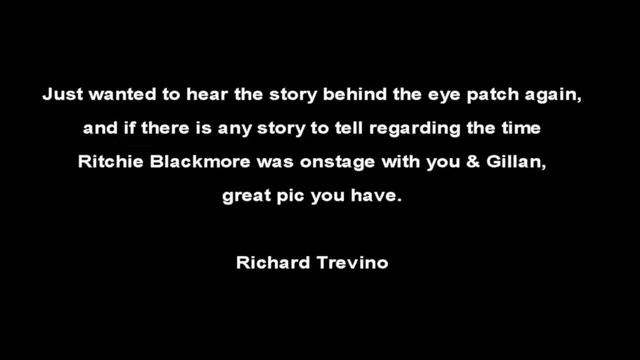 Just wanted to hear the story behind the eye patch again,
and if there is any story to tell regarding the time
Ritchie Blackmore was onstage with you & Gillan,
great pic you have.
Richard Trevino